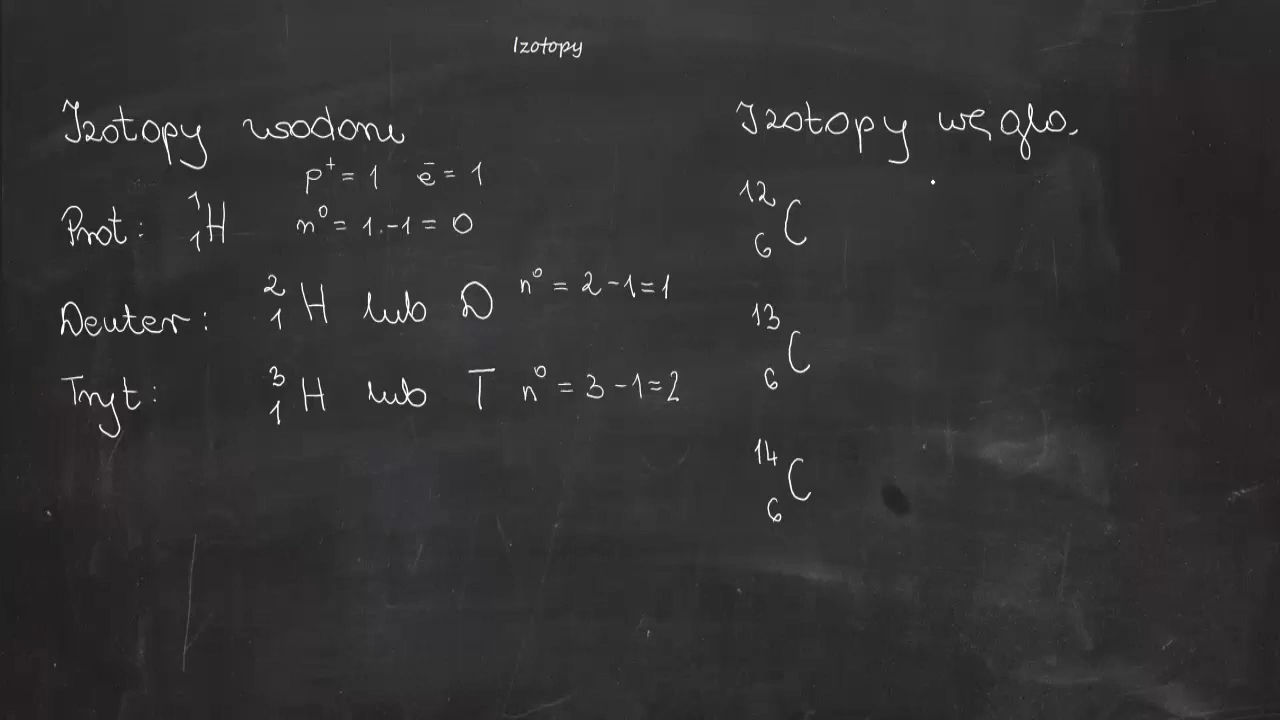 Izotopy
Izotopy wodoru
p⁺ = 1 ē = 1
Prot: ¹₁H n⁰ = 1 - 1 = 0
Deuter: ²₁H lub D n⁰ = 2 - 1 = 1
Tryt: ³₁H lub T n⁰ = 3 - 1 = 2
Izotopy węgla
¹²₆C
¹³₆C
¹⁴₆C